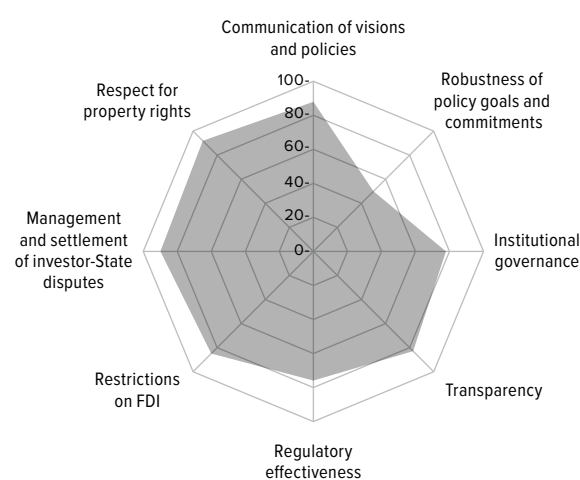 Communication of visions
and policies
Robustness of
policy goals and
commitments
Institutional
governance
Transparency
Regulatory
effectiveness
Restrictions
on FDI
Management
and settlement
of investor-State
disputes
Respect for
property rights
100-
80-
60-
40-
20-
0-